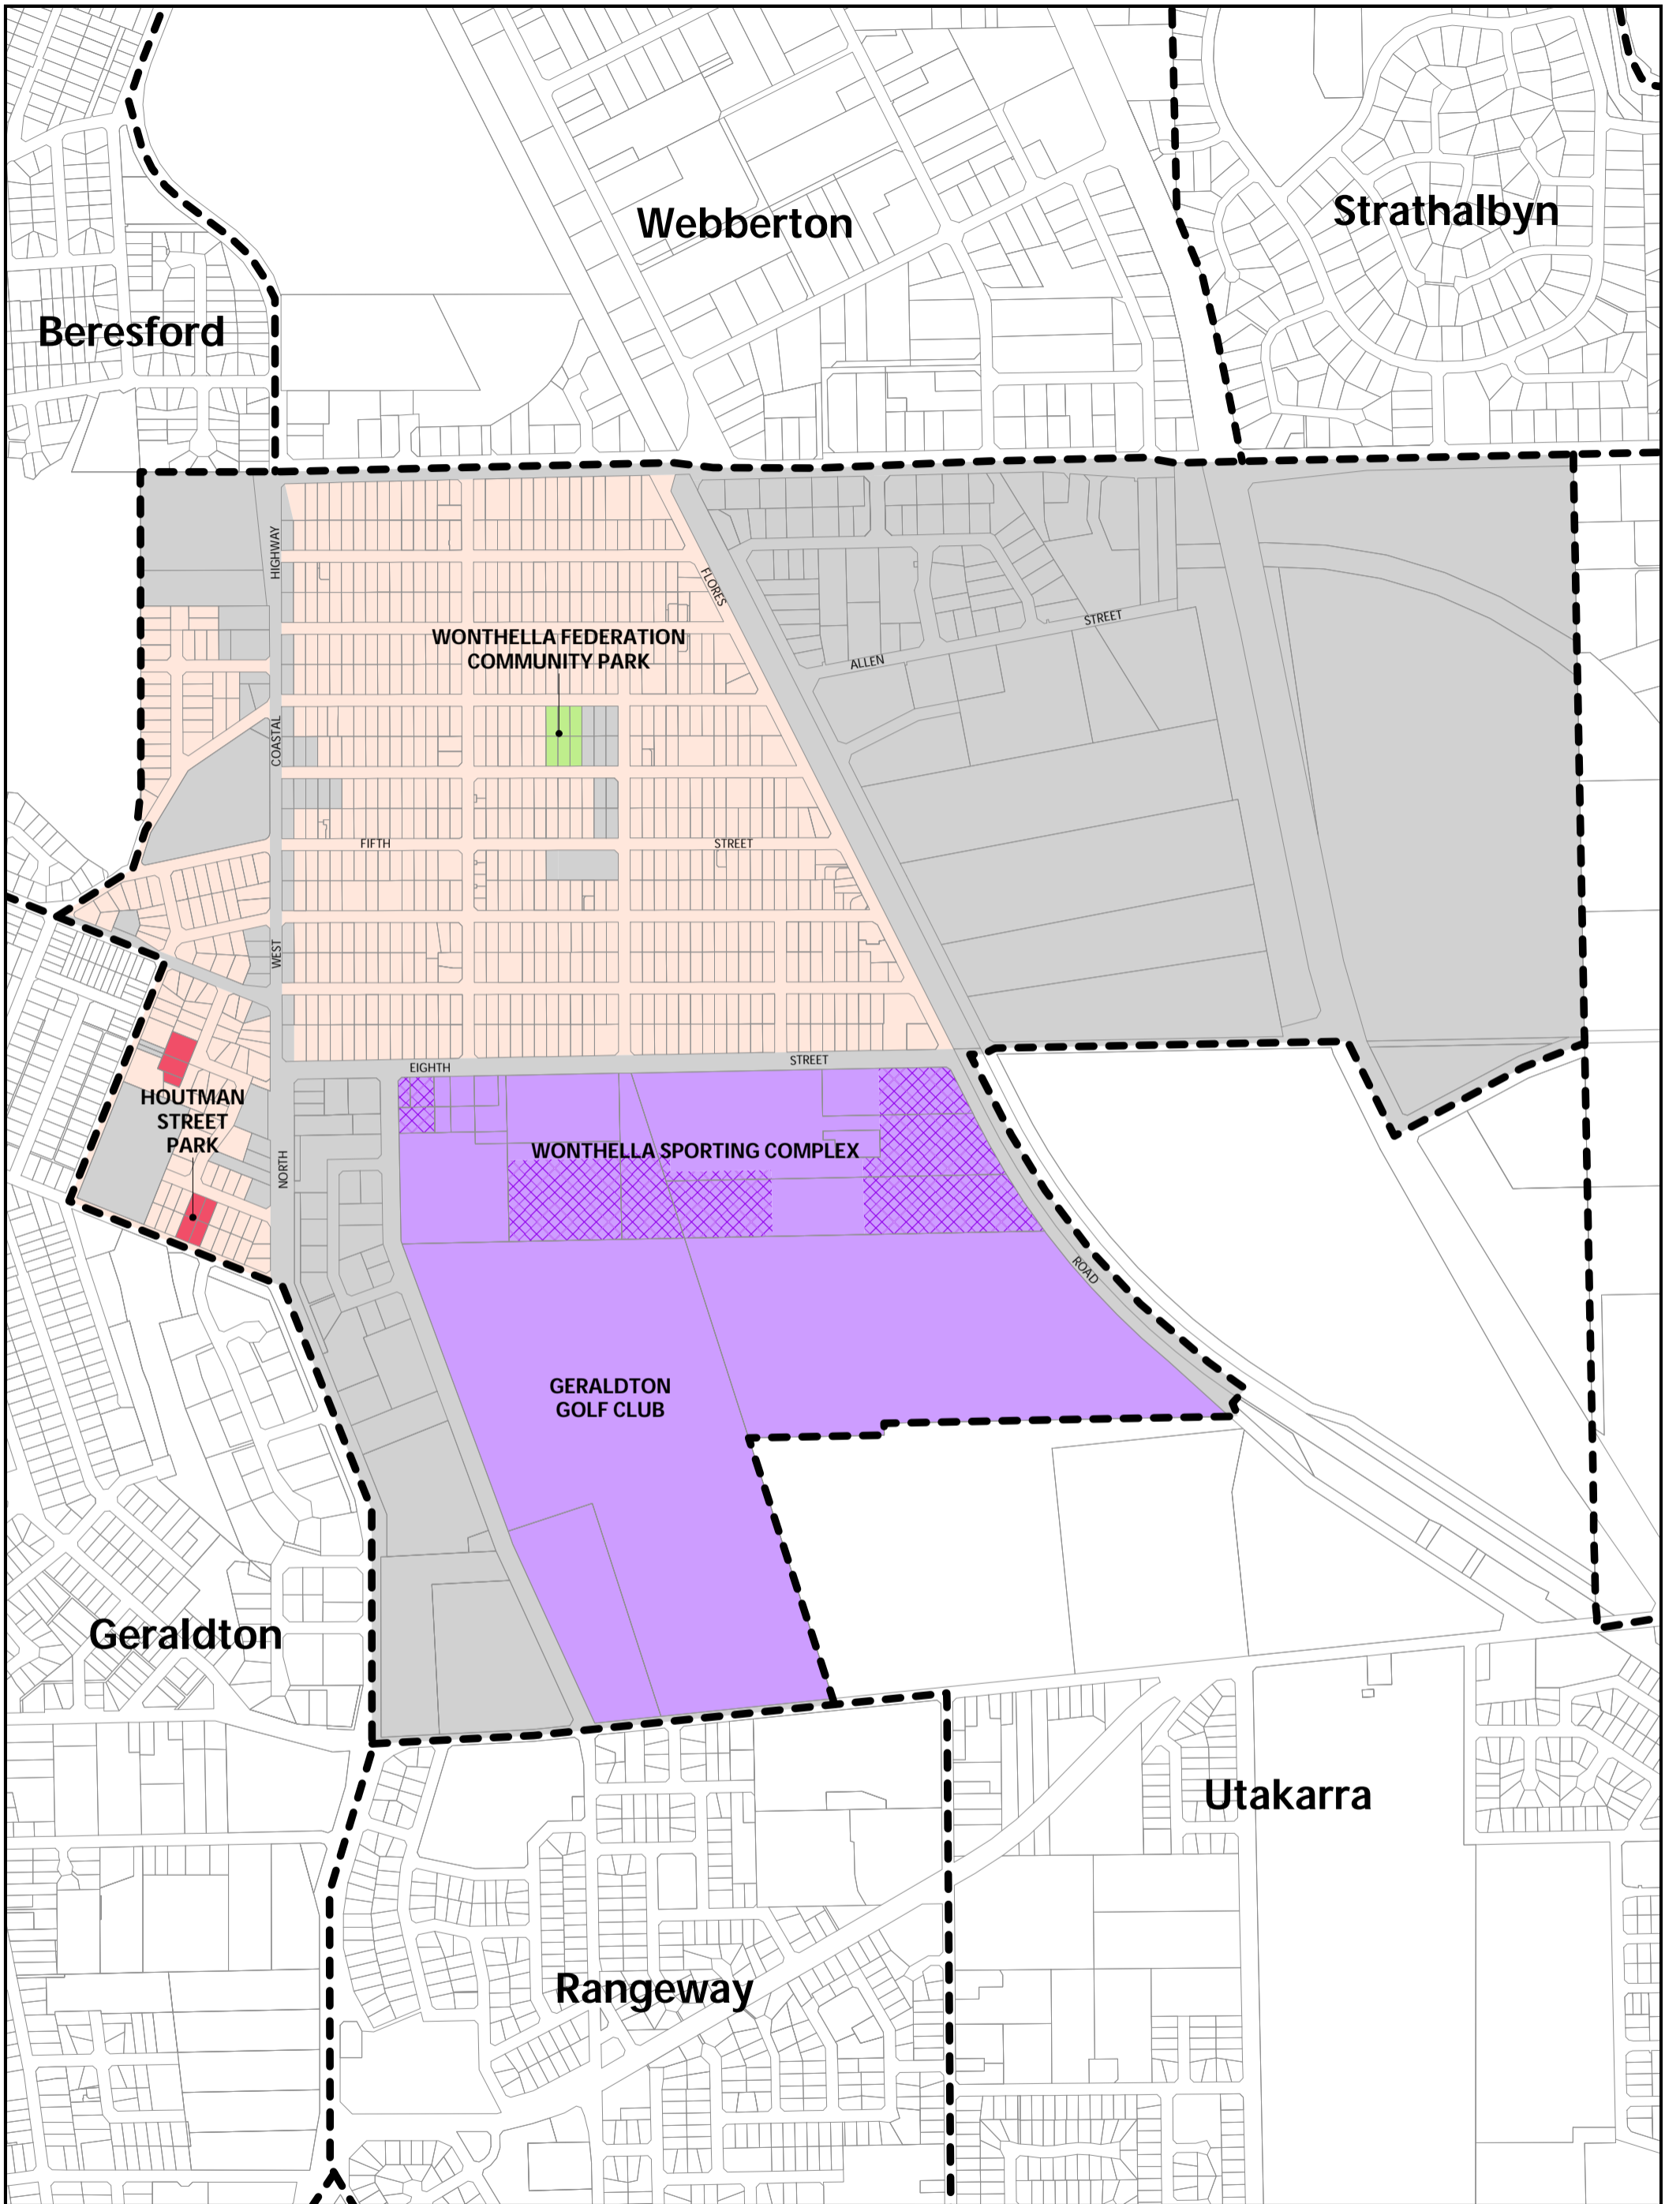 Webberton
Strathalbyn
Beresford
HIGHWAY
FLORES
STREET
WONTHELLA FEDERATION
COMMUNITY PARK
ALLEN
COASTAL
FIFTH
STREET
WEST
EIGHTH
STREET
HOUTMAN
STREET
PARK
NORTH
WONTHELLA SPORTING COMPLEX
ROAD
GERALDTON
GOLF CLUB
Geraldton
Utakarra
Rangeway